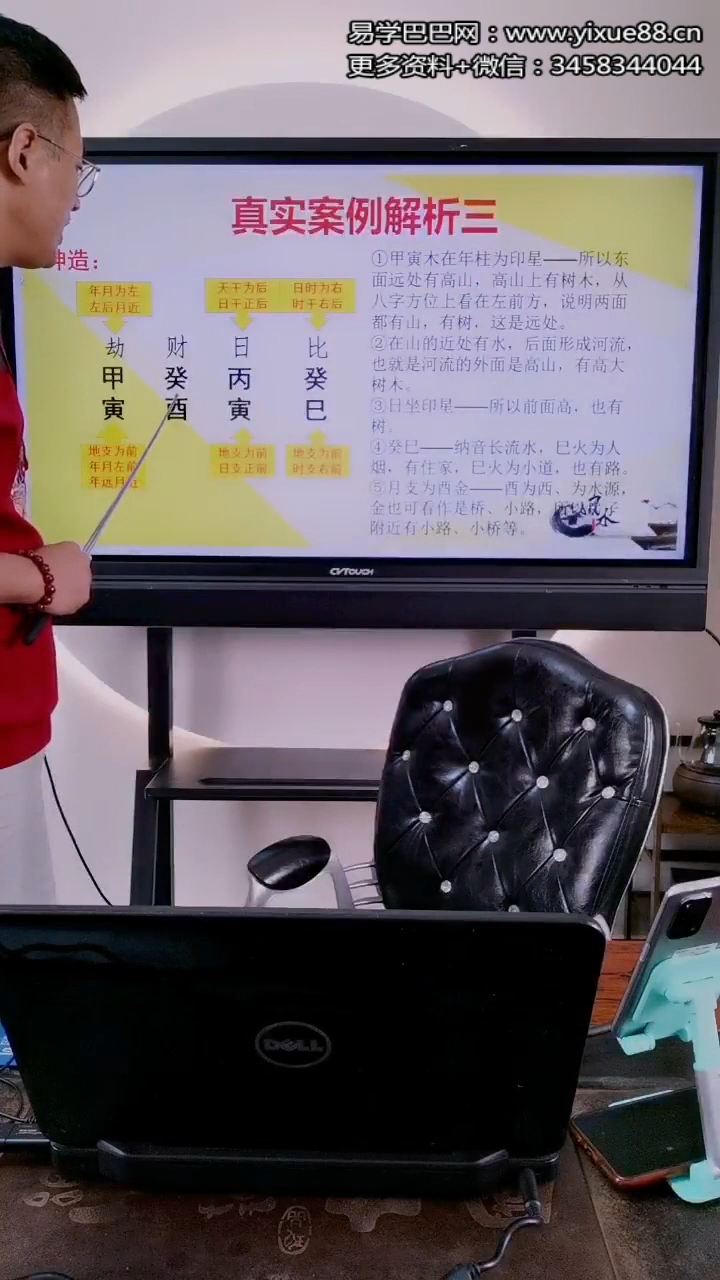 易学巴巴网：www.yixue88.cn
更多资料+微信：3458344044
真实案例解析三
坤造：
年月为左
左后月近
天干为后
日干正后
日时为右
时干右后
劫 财 日 比
甲 癸 丙 癸
寅 酉 寅 巳
地支为前
年月左前
年远月近
地支为前
日支正前
地支为前
时支右前
①甲寅木在年柱为印星——所以东
面远处有高山，高山上有树木，从
八字方位上看在左前方，说明两面
都有山，有树，这是远处。
②在山的近处有水，后面形成河流，
也就是河流的外面是高山，有高大
树木。
③日坐印星——所以前面高，也有
树。
④癸巳——纳音长流水，巳火为人
烟，有住家，巳火为小道，也有路。
⑤月支为酉金——酉为西、为水源，
金也可看作是桥、小路，所以
附近有小路、小桥等。
CVTOUCH
DELL